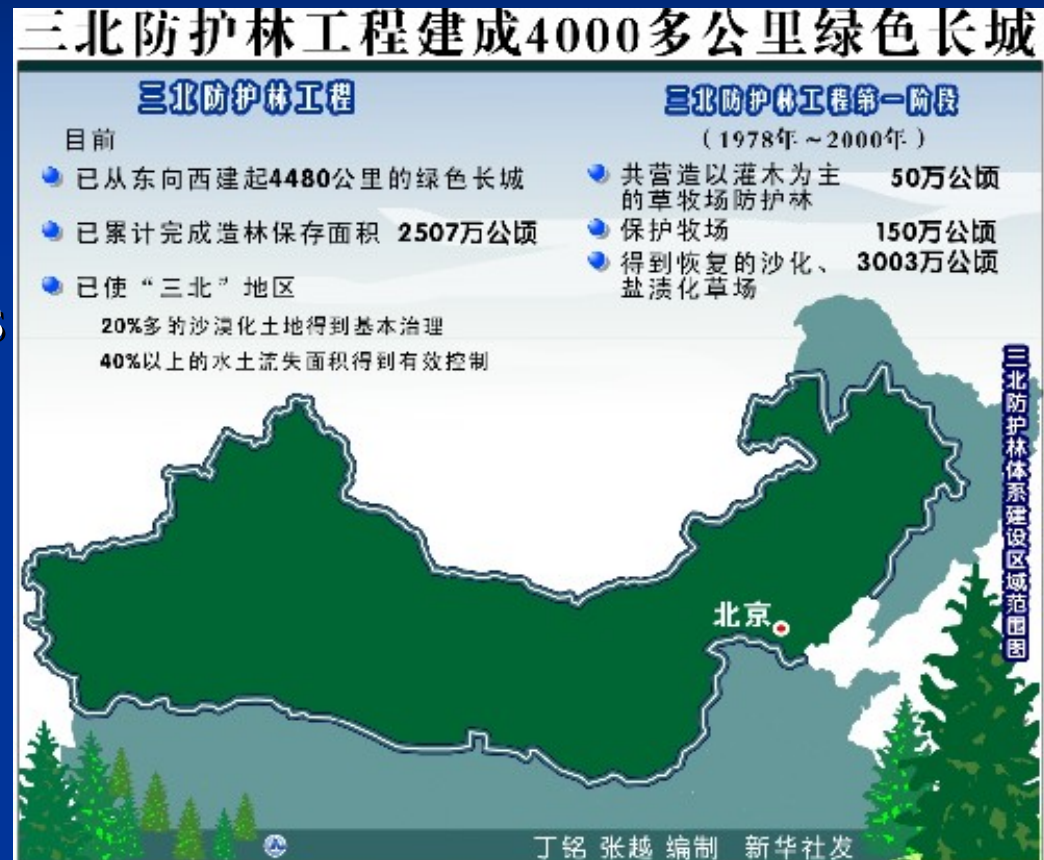 三北防护林工程建成4000多公里绿色长城
三北防护林工程
目前
已从东向西建起4480公里的绿色长城
已累计完成造林保存面积 2507万公顷
已使“三北”地区
20%多的沙漠化土地得到基本治理
40%以上的水土流失面积得到有效控制
三北防护林工程第一阶段
(1978年~2000年)
共营造以灌木为主 50万公顷
的草牧场防护林
保护牧场 150万公顷
得到恢复的沙化、 3003万公顷
盐渍化草场
三北防护林体系建设区域范围图
北京
丁铭 张越 编制 新华社发